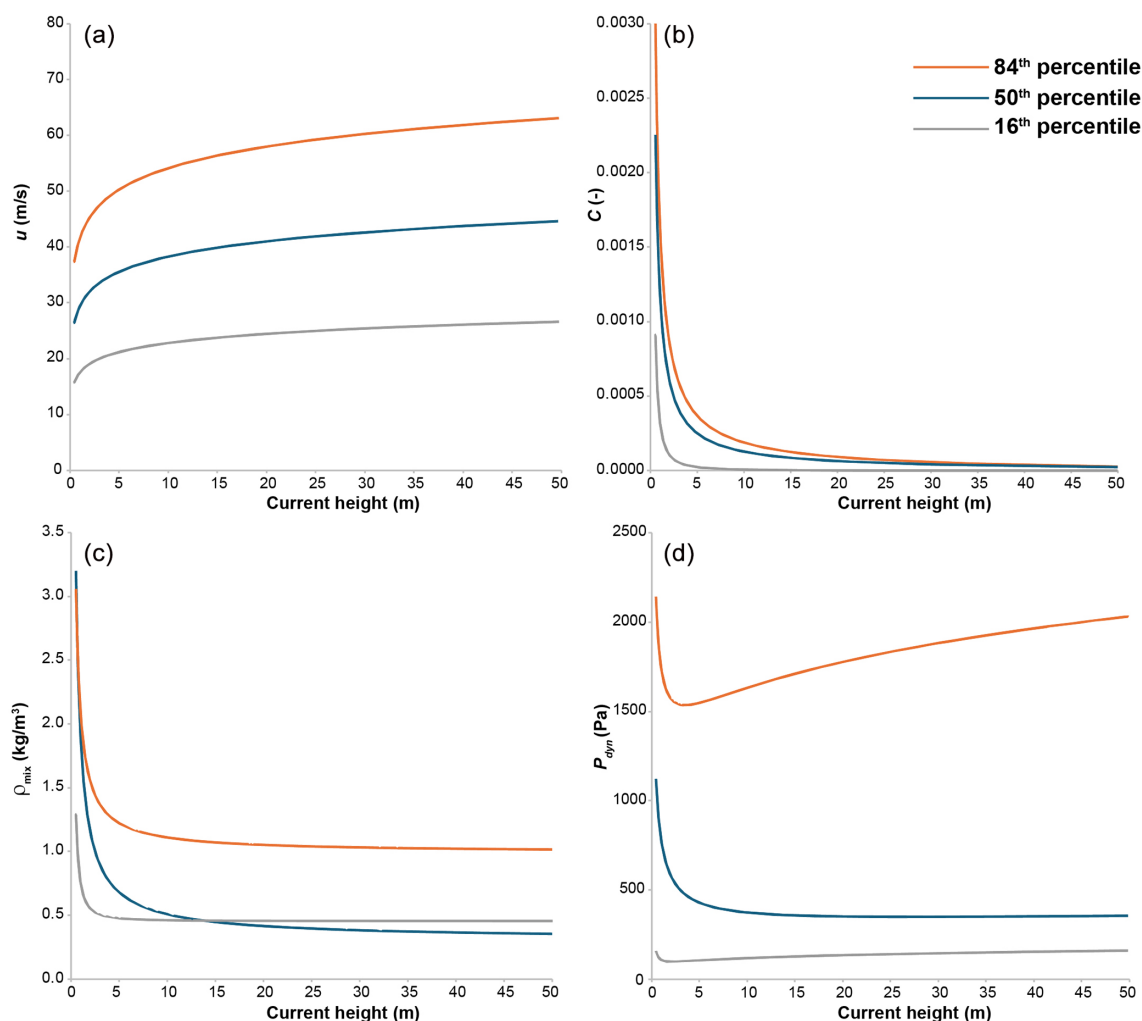 (a)
80
70
60
50
40
30
20
10
0
u (m/s)
0 5 10 15 20 25 30 35 40 45 50
Current height (m)
(b)
84th percentile
50th percentile
16th percentile
0.0030
0.0025
0.0020
0.0015
0.0010
0.0005
0.0000
C (-)
0 5 10 15 20 25 30 35 40 45 50
Current height (m)
(c)
3.5
3.0
2.5
2.0
1.5
1.0
0.5
0.0
ρmix (kg/m³)
0 5 10 15 20 25 30 35 40 45 50
Current height (m)
(d)
2500
2000
1500
1000
500
0
Pdyn (Pa)
0 5 10 15 20 25 30 35 40 45 50
Current height (m)